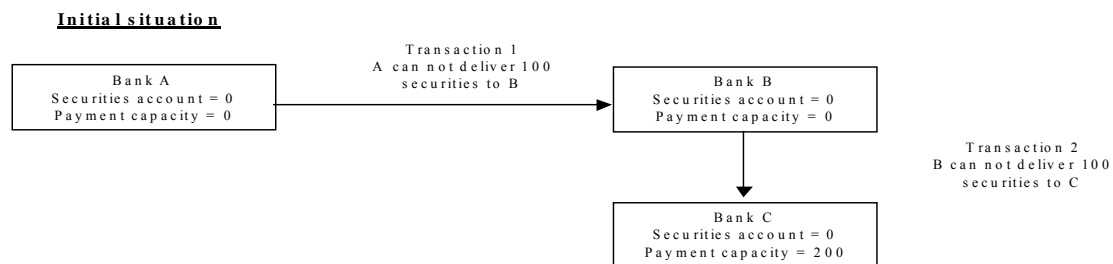 Initial situation
Transaction 1
A can not deliver 100
securities to B
Bank A
Securities account = 0
Payment capacity = 0
Bank B
Securities account = 0
Payment capacity = 0
Transaction 2
B can not deliver 100
securities to C
Bank C
Securities account = 0
Payment capacity = 200